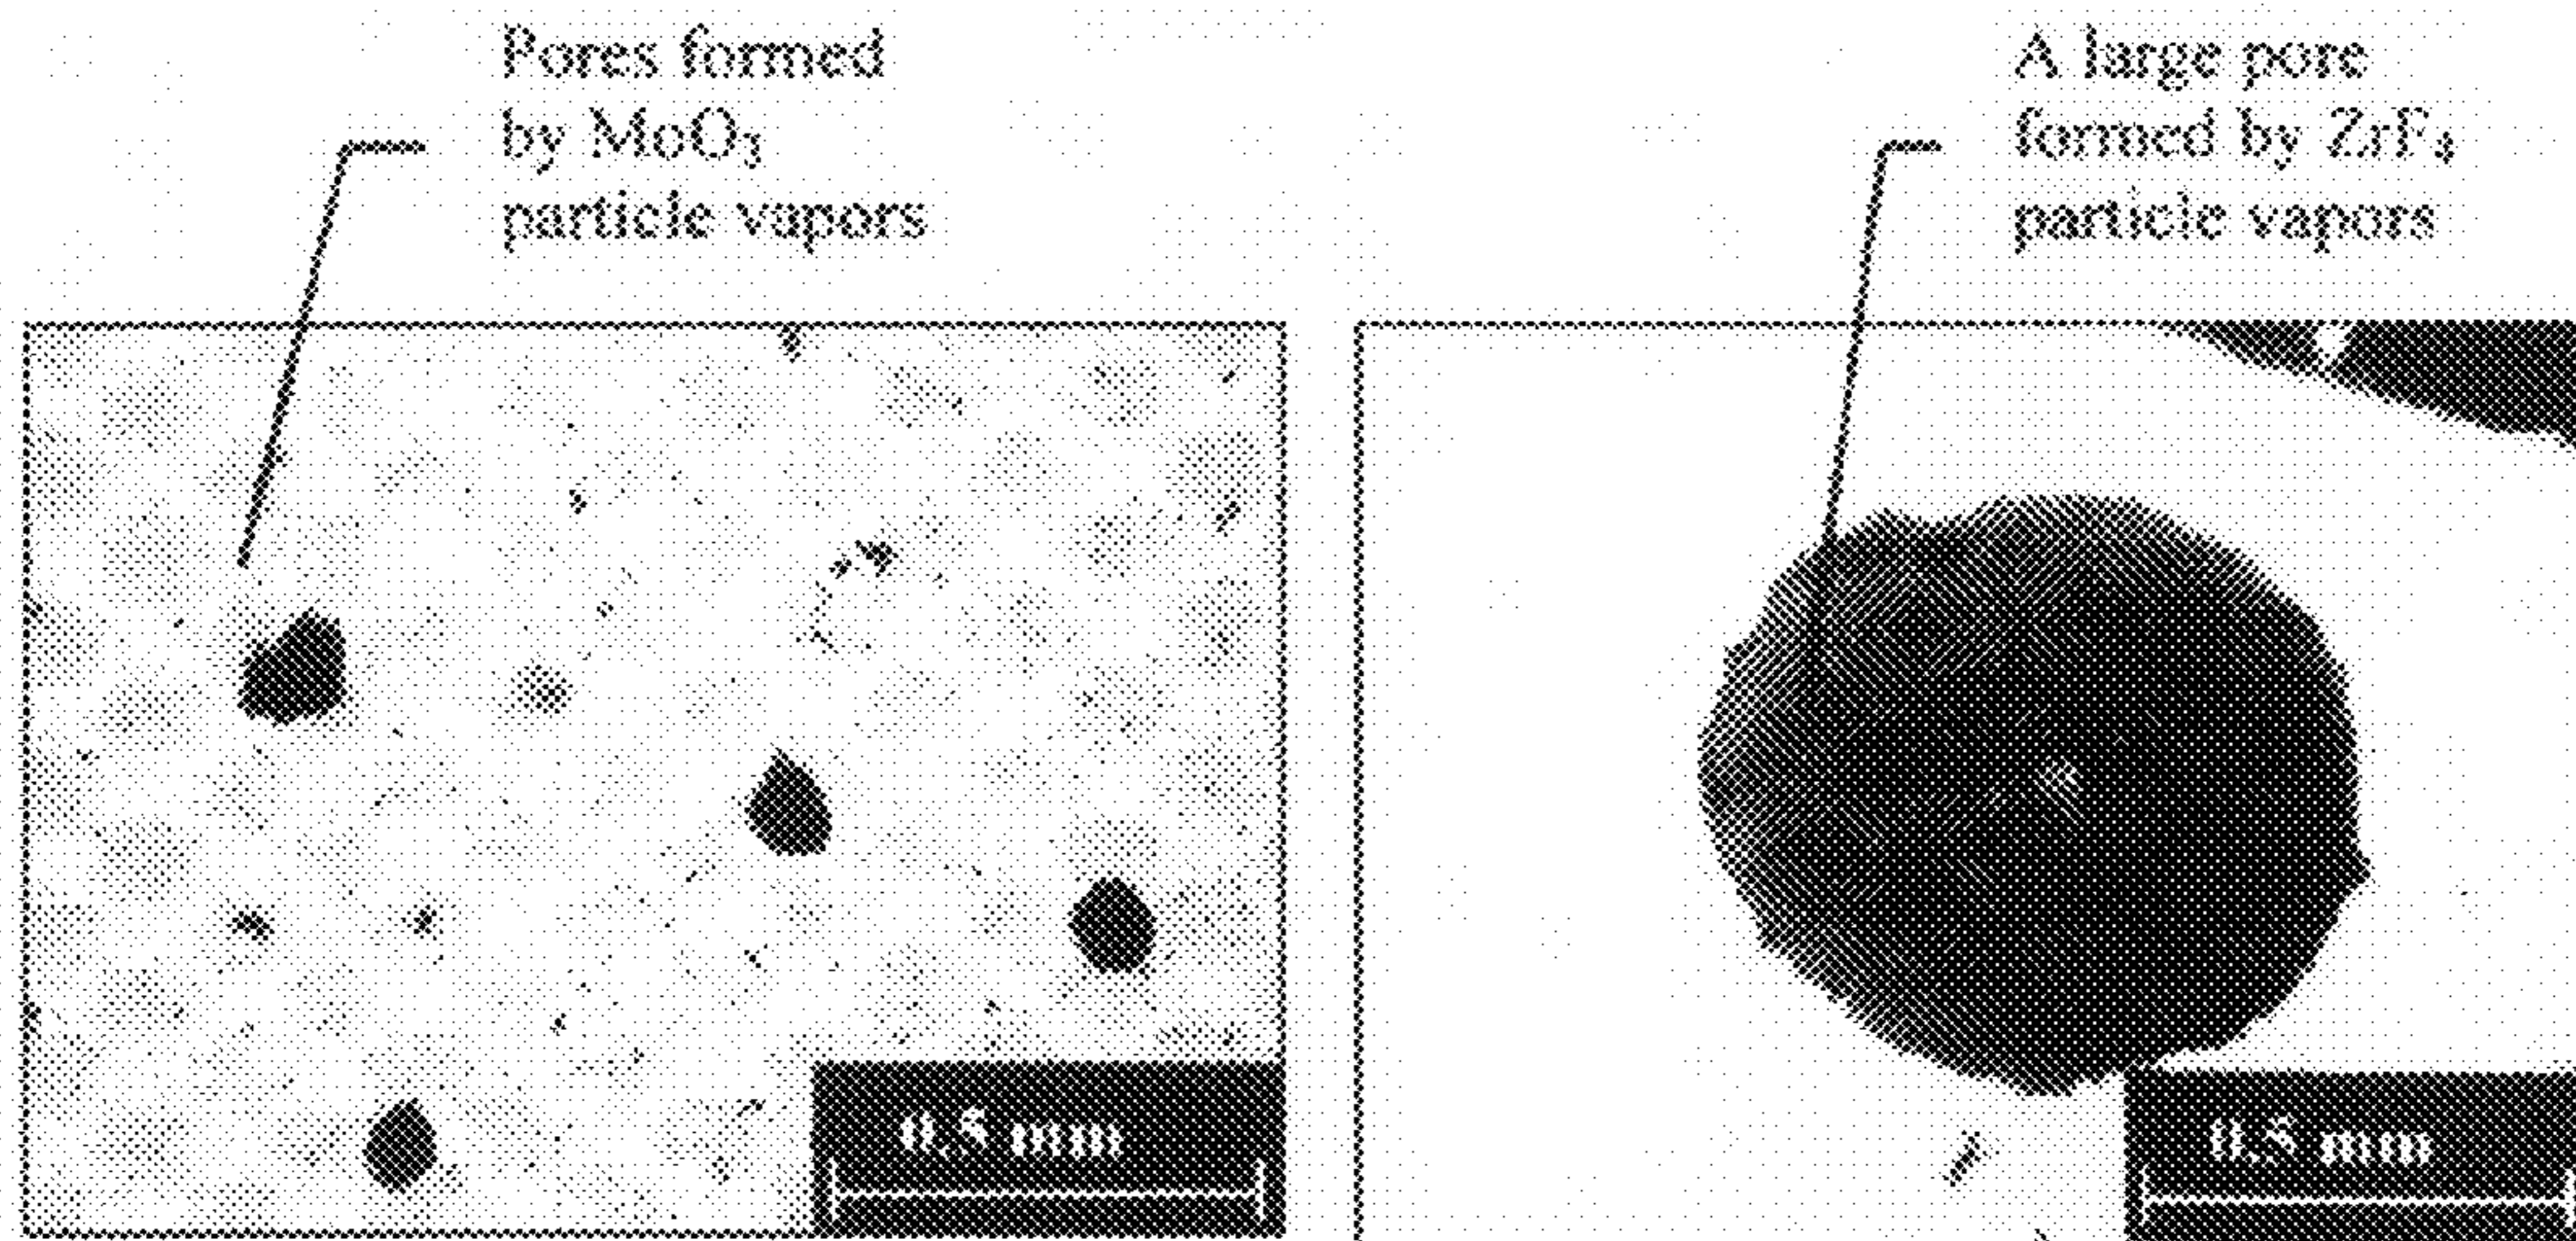 Pores formed
by MoO₃
particle vapors
A large pore
formed by ZrF₄
particle vapors
0.5 mm
0.5 mm